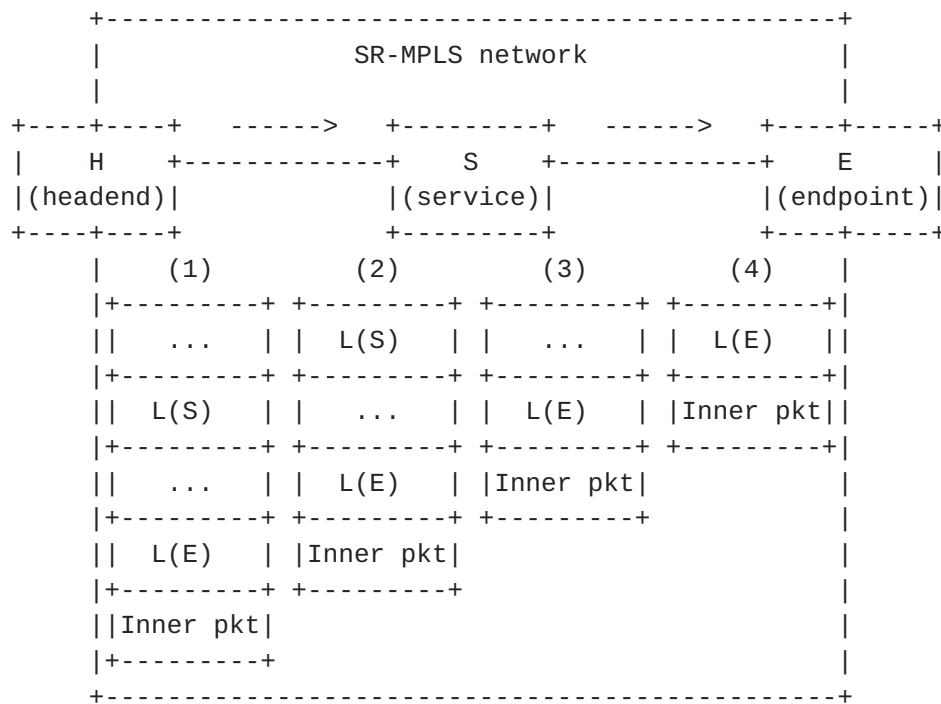 +-----------------------------------------------+
     |                SR-MPLS network                |
     |                                               |
+----+----+   ------>   +---------+   ------>   +----+-----+
|    H    +-------------+    S    +-------------+    E     |
|(headend)|             |(service)|             |(endpoint)|
+----+----+             +---------+             +----+-----+
     |    (1)         (2)         (3)         (4)    |
     |+---------+ +---------+ +---------+ +---------+|
     ||   ...   | |  L(S)   | |   ...   | |  L(E)   ||
     |+---------+ +---------+ +---------+ +---------+|
     ||  L(S)   | |   ...   | |  L(E)   | |Inner pkt||
     |+---------+ +---------+ +---------+ +---------+|
     ||   ...   | |  L(E)   | |Inner pkt|            |
     |+---------+ +---------+ +---------+            |
     ||  L(E)   | |Inner pkt|                        |
     |+---------+ +---------+                        |
     ||Inner pkt|                                    |
     |+---------+                                    |
     +-----------------------------------------------+